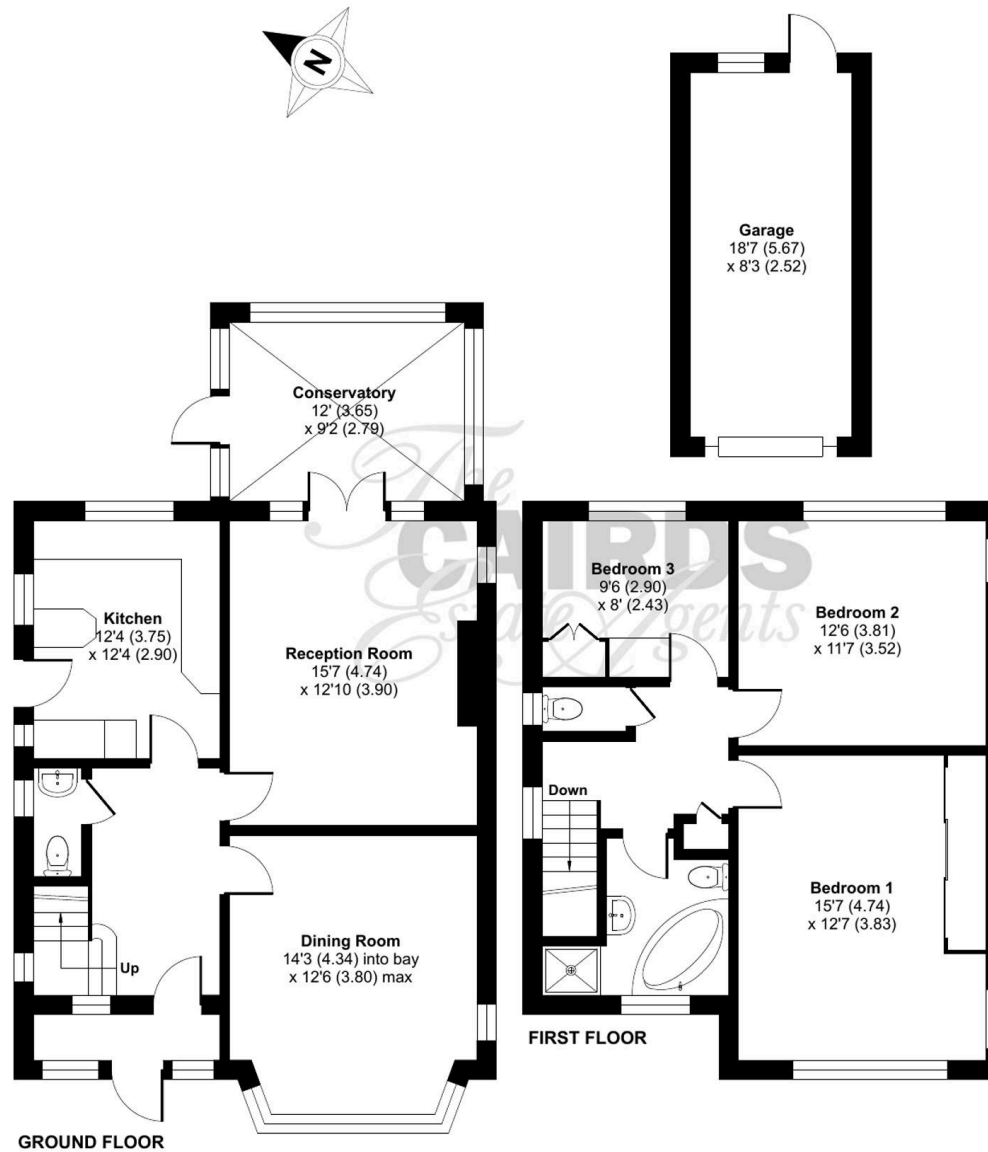 N
Garage
18'7 (5.67)
x 8'3 (2.52)
Conservatory
12' (3.65)
x 9'2 (2.79)
The
CAIRDS
Estate Agents
Kitchen
12'4 (3.75)
x 12'4 (2.90)
Reception Room
15'7 (4.74)
x 12'10 (3.90)
Bedroom 3
9'6 (2.90)
x 8' (2.43)
Bedroom 2
12'6 (3.81)
x 11'7 (3.52)
Down
Bedroom 1
15'7 (4.74)
x 12'7 (3.83)
Dining Room
14'3 (4.34) into bay
x 12'6 (3.80) max
Up
FIRST FLOOR
GROUND FLOOR